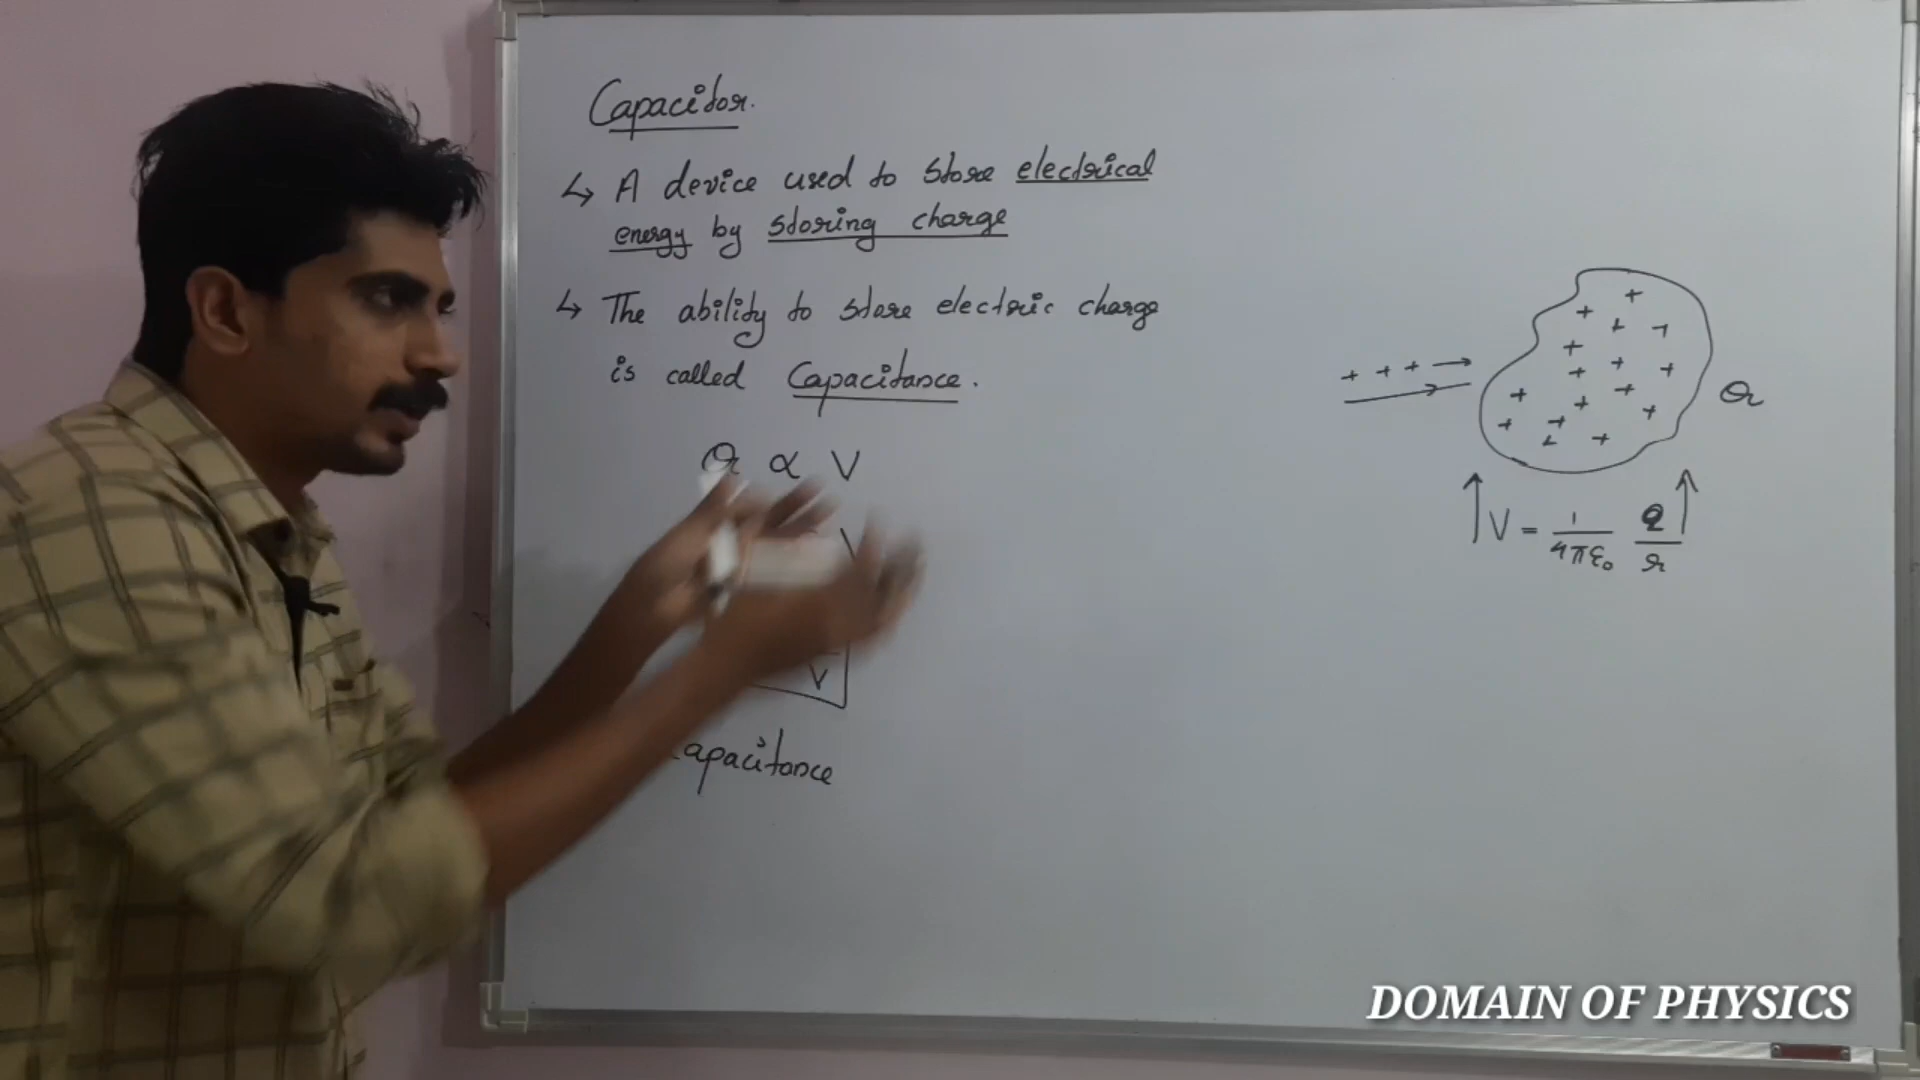 Capacitor.
↳ A device used to store electrical
energy by storing charge
↳ The ability to store electric charge
is called Capacitance.
Q ∝ V
V
V
capacitance
+ + + →
Q
↑V = 1/4πε₀ Q/r ↑
DOMAIN OF PHYSICS